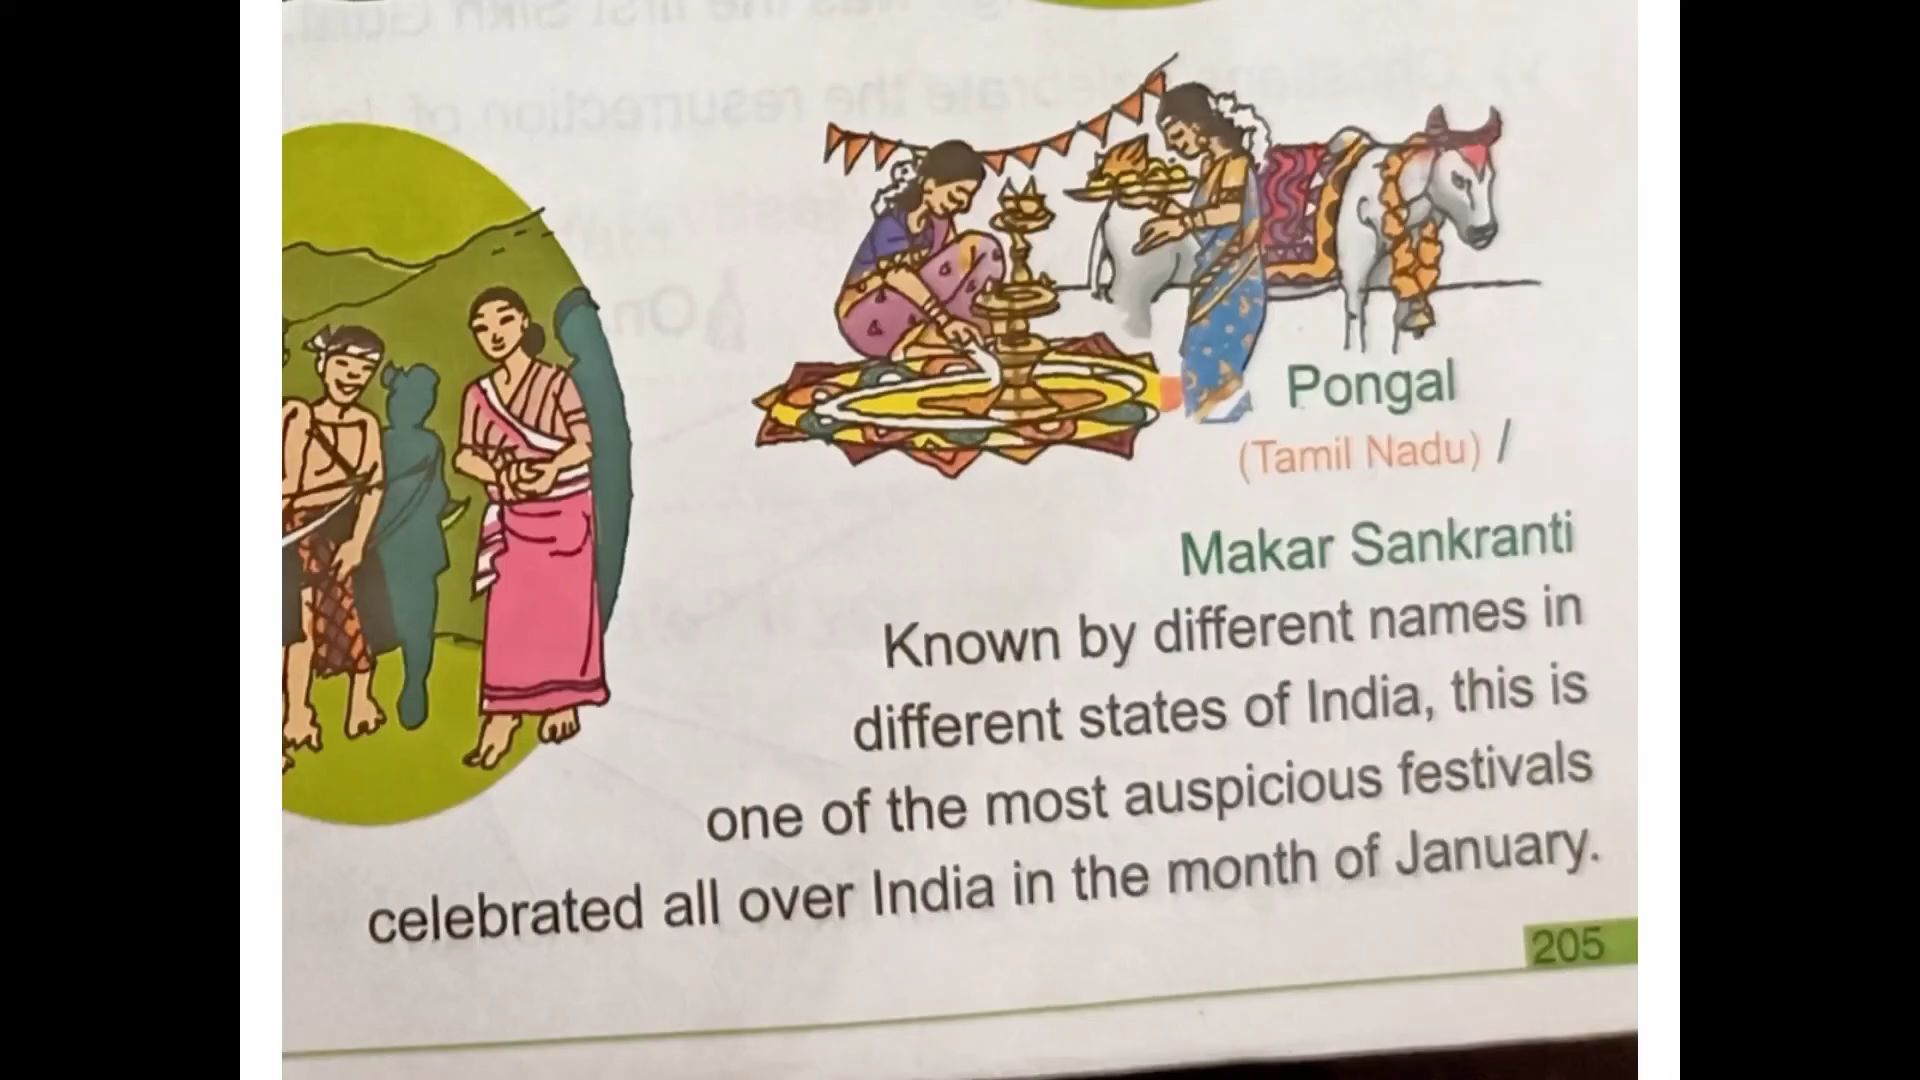 Pongal
(Tamil Nadu) /
Makar Sankranti
Known by different names in
different states of India, this is
one of the most auspicious festivals
celebrated all over India in the month of January.
205